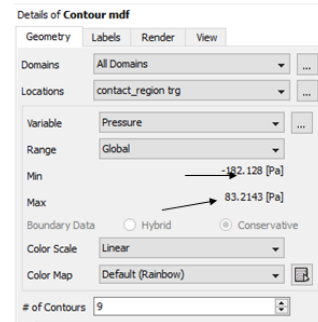 Details of Contour mdf
Geometry Labels Render View
Domains All Domains ...
Locations contact_region trg ...
Variable Pressure ...
Range Global
Min -182.128 [Pa]
Max 83.2143 [Pa]
Boundary Data Hybrid Conservative
Color Scale Linear
Color Map Default (Rainbow)
# of Contours 9